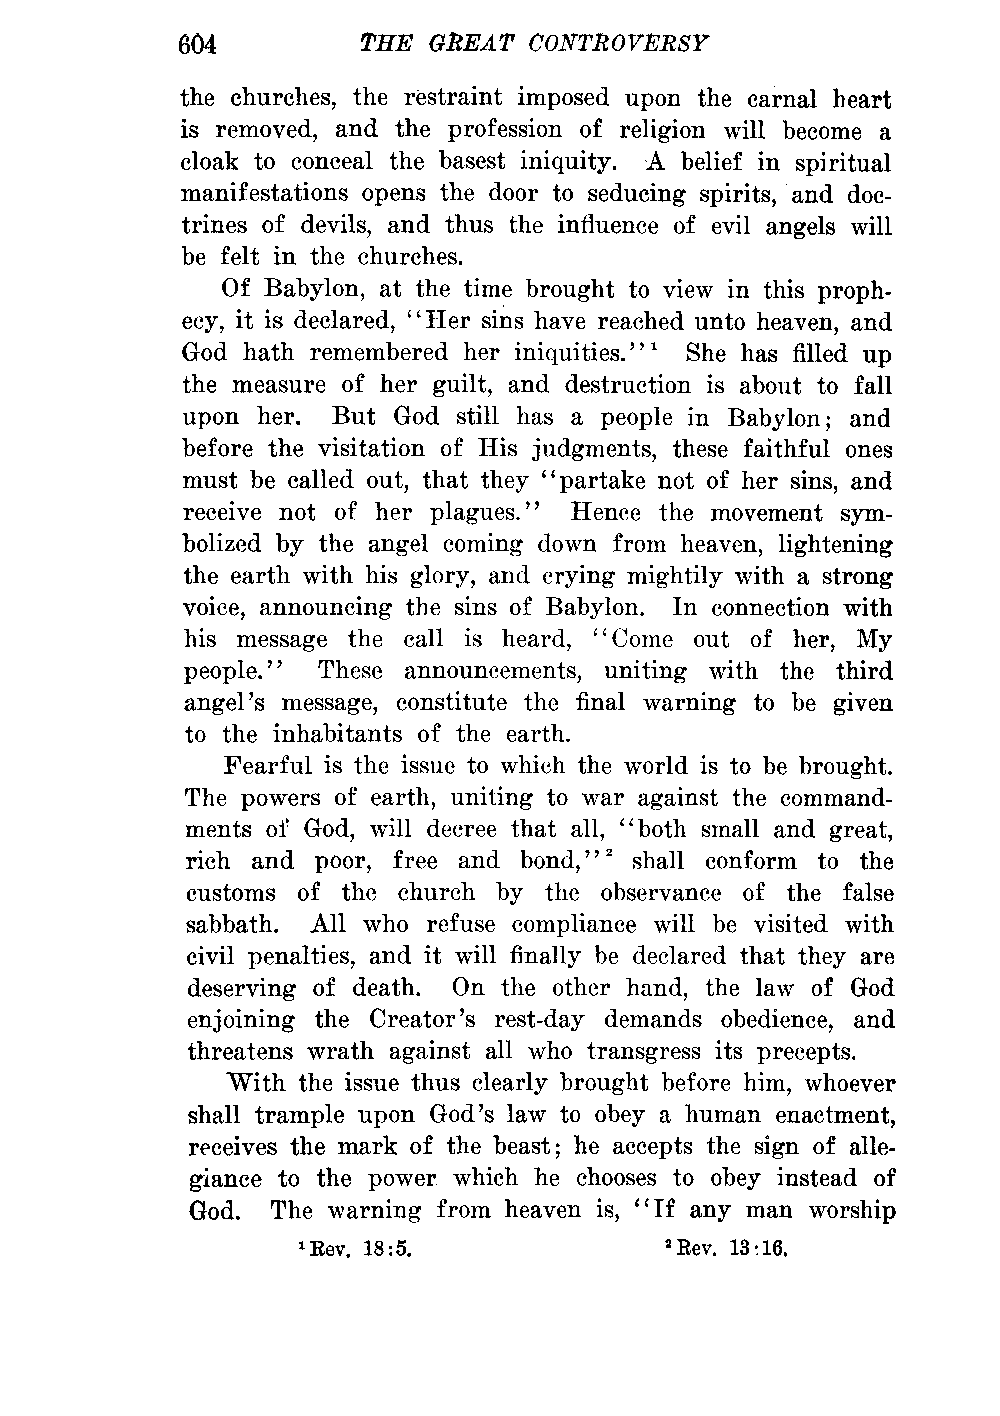 604 THE GREAT CONTROVERSY
the churches, the restraint imposed upon the carnal heart
is removed, and the profession of religion will become a
cloak to conceal the basest iniquity. A belief in spiritual
manifestations opens the door to seducing spirits, and doc-
trines of devils, and thus the influence of evil angels will
be felt in the churches.
Of Babylon, at the time brought to view in this proph-
ecy, it is declared, "Her sins have reached unto heaven, and
God hath remembered her iniquities."¹ She has filled up
the measure of her guilt, and destruction is about to fall
upon her. But God still has a people in Babylon; and
before the visitation of His judgments, these faithful ones
must be called out, that they "partake not of her sins, and
receive not of her plagues." Hence the movement sym-
bolized by the angel coming down from heaven, lightening
the earth with his glory, and crying mightily with a strong
voice, announcing the sins of Babylon. In connection with
his message the call is heard, "Come out of her, My
people." These announcements, uniting with the third
angel's message, constitute the final warning to be given
to the inhabitants of the earth.
Fearful is the issue to which the world is to be brought.
The powers of earth, uniting to war against the command-
ments of God, will decree that all, "both small and great,
rich and poor, free and bond,"² shall conform to the
customs of the church by the observance of the false
sabbath. All who refuse compliance will be visited with
civil penalties, and it will finally be declared that they are
deserving of death. On the other hand, the law of God
enjoining the Creator's rest-day demands obedience, and
threatens wrath against all who transgress its precepts.
With the issue thus clearly brought before him, whoever
shall trample upon God's law to obey a human enactment,
receives the mark of the beast; he accepts the sign of alle-
giance to the power which he chooses to obey instead of
God. The warning from heaven is, "If any man worship
¹ Rev. 18:5. ² Rev. 13:16.